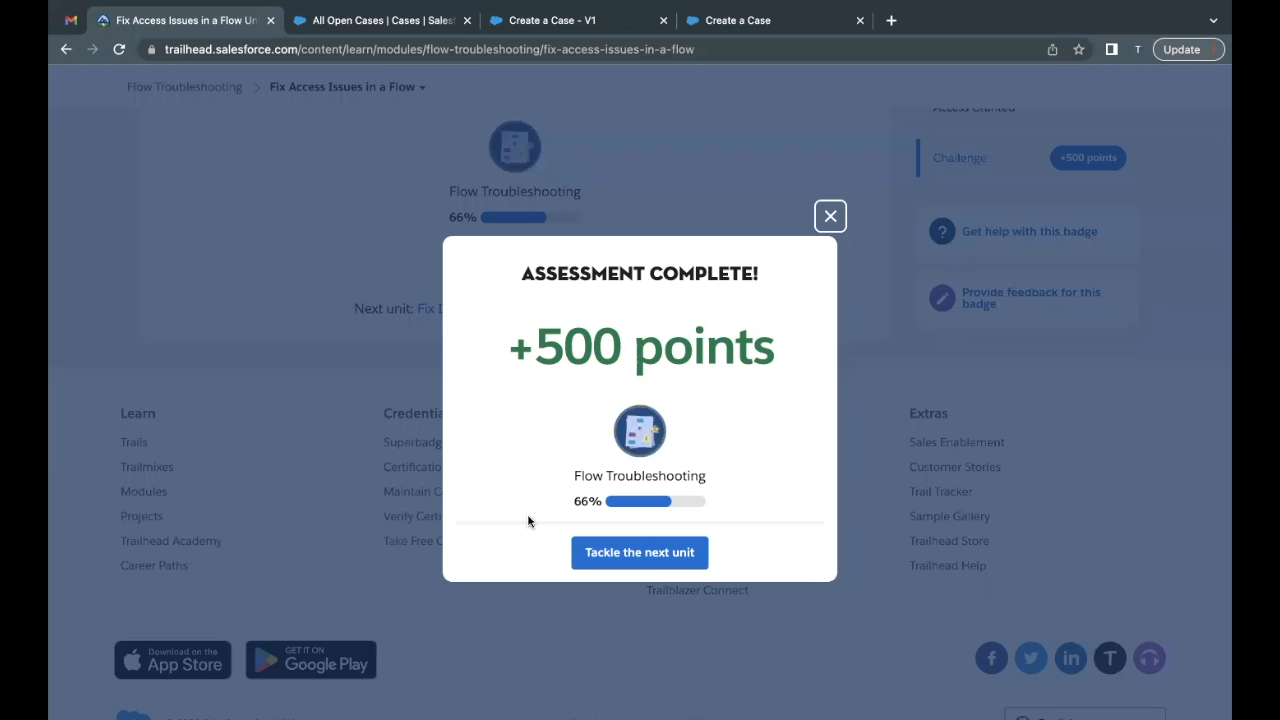 Fix Access Issues in a Flow Un
All Open Cases | Cases | Sales
Create a Case - V1
Create a Case
trailhead.salesforce.com/content/learn/modules/flow-troubleshooting/fix-access-issues-in-a-flow
T
Update
Flow Troubleshooting > Fix Access Issues in a Flow
Access Granted
Challenge +500 points
Flow Troubleshooting
66%
Get help with this badge
Provide feedback for this
badge
Next unit: Fix I
ASSESSMENT COMPLETE!
+500 points
Flow Troubleshooting
66%
Tackle the next unit
Learn
Trails
Trailmixes
Modules
Projects
Trailhead Academy
Career Paths
Credentia
Superbadg
Certificatio
Maintain C
Verify Certi
Take Free C
Trailblazer Connect
Extras
Sales Enablement
Customer Stories
Trail Tracker
Sample Gallery
Trailhead Store
Trailhead Help
Download on the
App Store
GET IT ON
Google Play